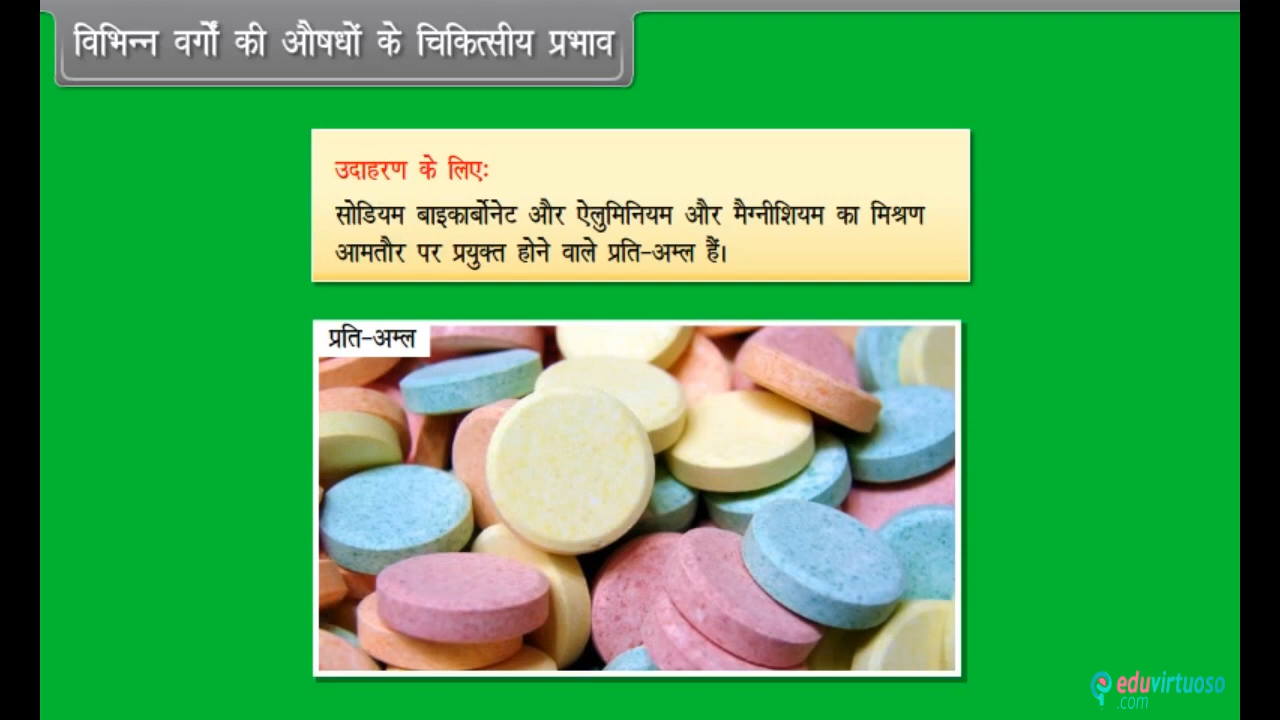 विभिन्न वर्गों की औषधों के चिकित्सीय प्रभाव
उदाहरण के लिए:
सोडियम बाइकार्बोनेट और ऐलुमिनियम और मैग्नीशियम का मिश्रण
आमतौर पर प्रयुक्त होने वाले प्रति-अम्ल हैं।
प्रति-अम्ल
eduvirtuoso
.com